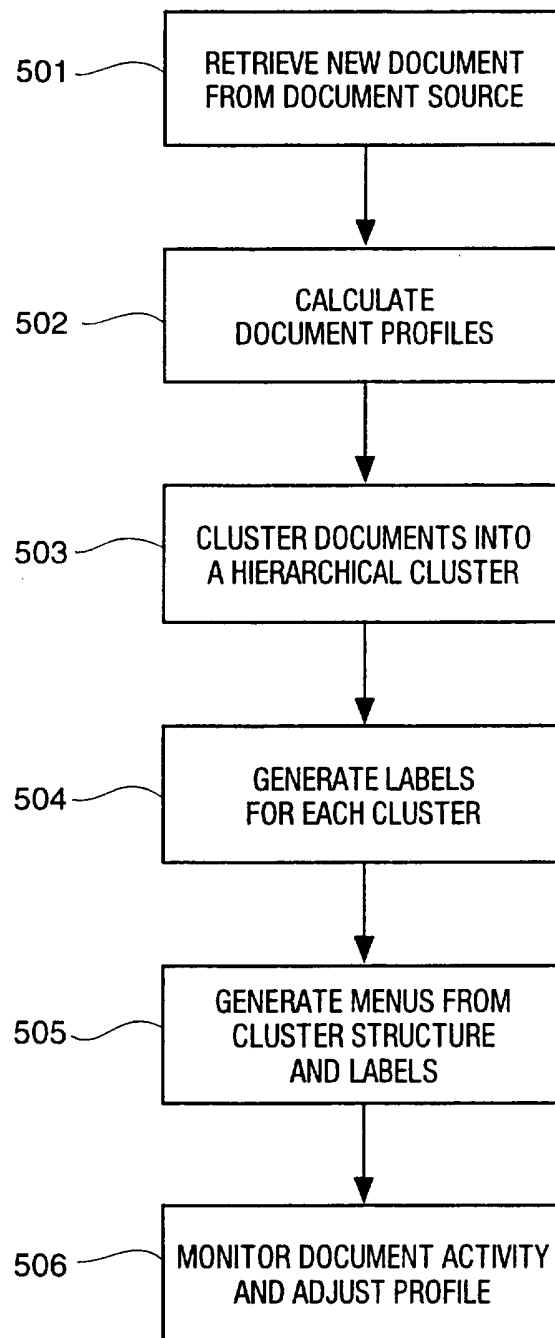 501
RETRIEVE NEW DOCUMENT
FROM DOCUMENT SOURCE
502
CALCULATE
DOCUMENT PROFILES
503
CLUSTER DOCUMENTS INTO
A HIERARCHICAL CLUSTER
504
GENERATE LABELS
FOR EACH CLUSTER
505
GENERATE MENUS FROM
CLUSTER STRUCTURE
AND LABELS
506
MONITOR DOCUMENT ACTIVITY
AND ADJUST PROFILE